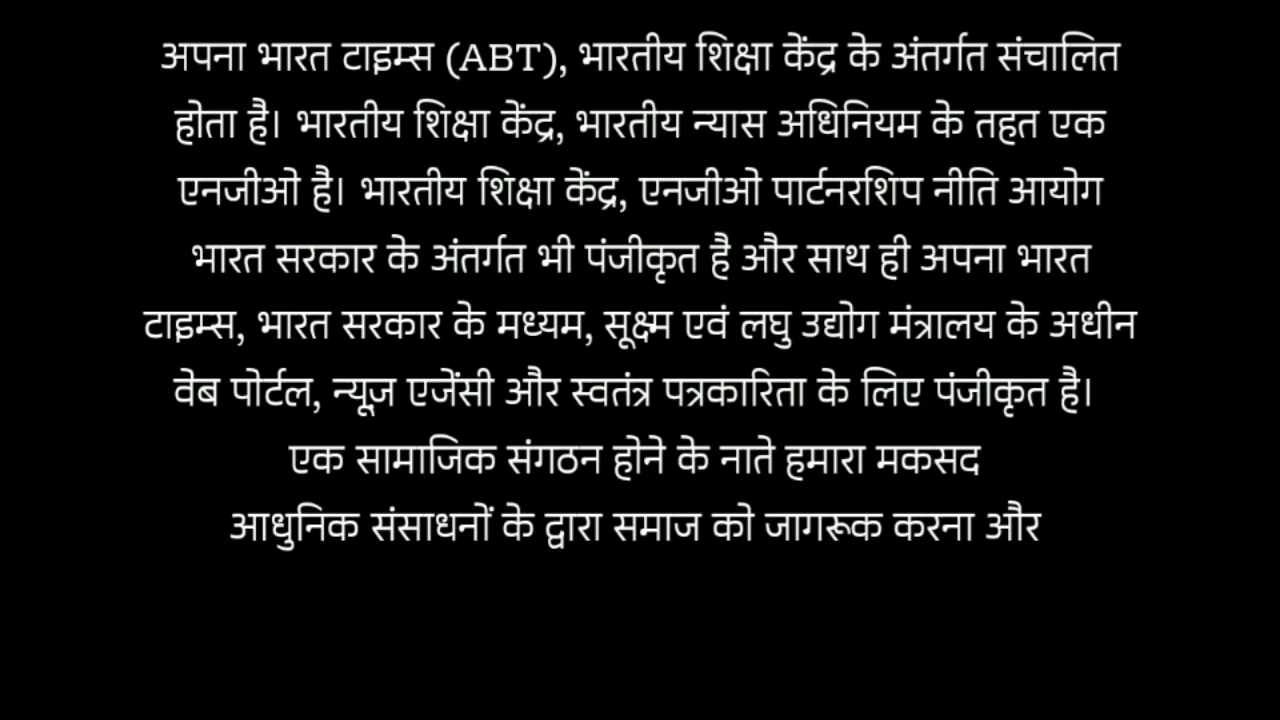 अपना भारत टाइम्स (ABT), भारतीय शिक्षा केंद्र के अंतर्गत संचालित
होता है। भारतीय शिक्षा केंद्र, भारतीय न्यास अधिनियम के तहत एक
एनजीओ है। भारतीय शिक्षा केंद्र, एनजीओ पार्टनरशिप नीति आयोग
भारत सरकार के अंतर्गत भी पंजीकृत है और साथ ही अपना भारत
टाइम्स, भारत सरकार के मध्यम, सूक्ष्म एवं लघु उद्योग मंत्रालय के अधीन
वेब पोर्टल, न्यूज़ एजेंसी और स्वतंत्र पत्रकारिता के लिए पंजीकृत है।
एक सामाजिक संगठन होने के नाते हमारा मकसद
आधुनिक संसाधनों के द्वारा समाज को जागरूक करना और